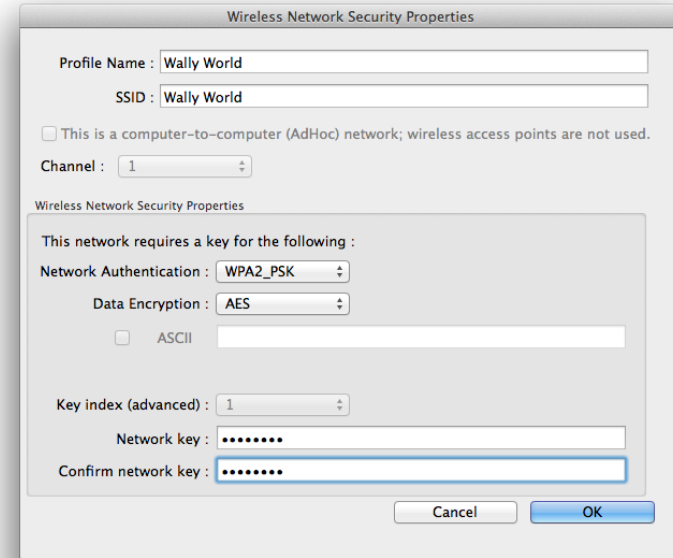 Wireless Network Security Properties
Profile Name : Wally World
SSID : Wally World
This is a computer-to-computer (AdHoc) network; wireless access points are not used.
Channel : 1
Wireless Network Security Properties
This network requires a key for the following :
Network Authentication : WPA2_PSK
Data Encryption : AES
ASCII
Key index (advanced) : 1
Network key : ••••••••
Confirm network key : ••••••••
Cancel OK